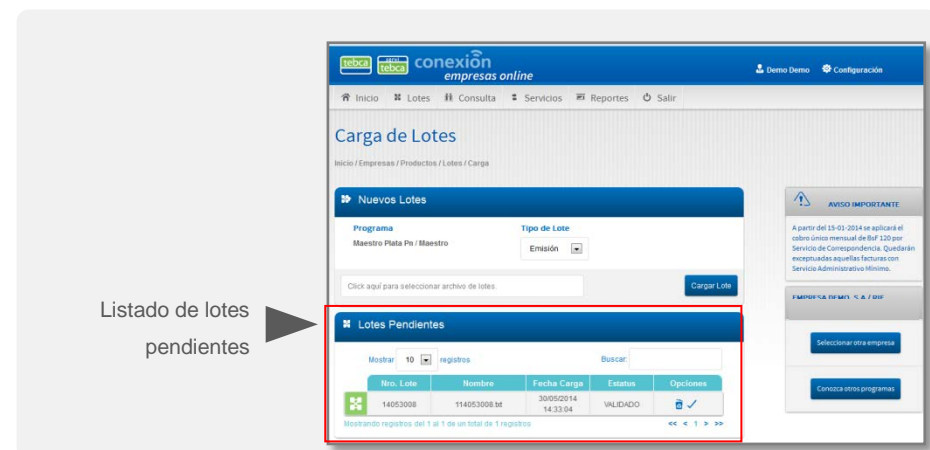 tebca servi tebca conexión
empresas online
Demo Demo Configuración
Inicio Lotes Consulta Servicios Reportes Salir
Carga de Lotes
Inicio / Empresas / Productos / Lotes / Carga
Nuevos Lotes
Programa Tipo de Lote
Maestro Plata Pn / Maestro Emisión
Click aquí para seleccionar archivo de lotes.
Cargar Lote
AVISO IMPORTANTE
A partir del 15-01-2014 se aplicará el
cobro único mensual de BsF 120 por
Servicio de Correspondencia. Quedarán
exceptuadas aquellas facturas con
Servicio Administrativo Mínimo.
EMPRESA DEMO, S.A / RIF
Seleccionar otra empresa
Conozca otros programas
Listado de lotes
pendientes
Lotes Pendientes
Mostrar 10 registros Buscar:
Nro. Lote Nombre Fecha Carga Estatus Opciones
14053008 114053008.txt 30/05/2014 VALIDADO
14:33:04
Mostrando registros del 1 al 1 de un total de 1 registros << < 1 > >>